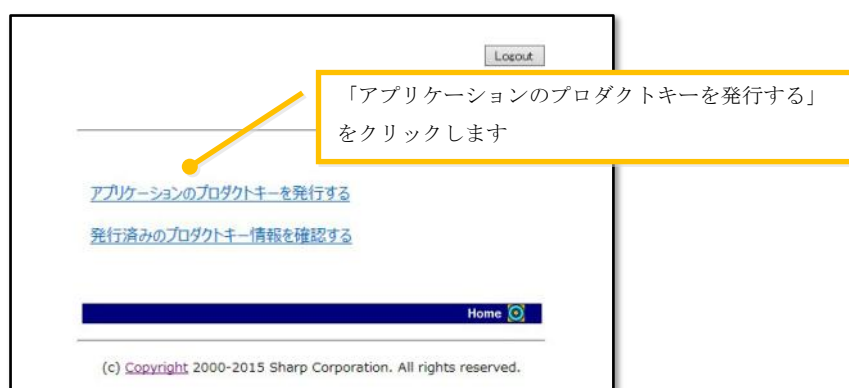 Logout
「アプリケーションのプロダクトキーを発行する」
をクリックします
アプリケーションのプロダクトキーを発行する
発行済みのプロダクトキー情報を確認する
Home
(c) Copyright 2000-2015 Sharp Corporation. All rights reserved.